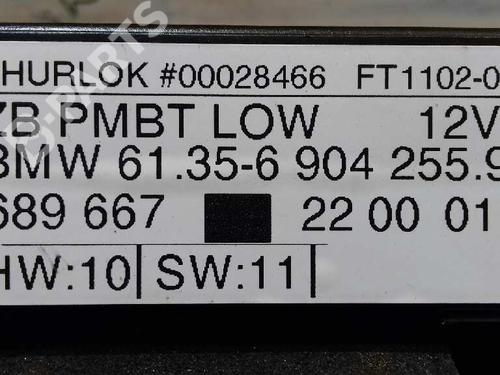 HURLOK #00028466 FT1102-0
ZB PMBT LOW 12V
BMW 61.35-6 904 255.9
689 667 22 00 01
HW:10 SW:11